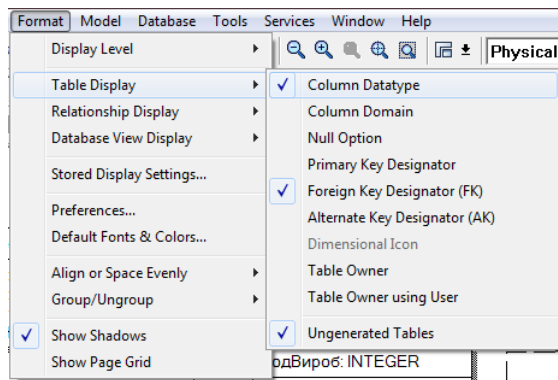 Format Model Database Tools Services Window Help
Physical
Display Level
Table Display
Relationship Display
Database View Display
Stored Display Settings...
Preferences...
Default Fonts & Colors...
Align or Space Evenly
Group/Ungroup
Show Shadows
Show Page Grid
Column Datatype
Column Domain
Null Option
Primary Key Designator
Foreign Key Designator (FK)
Alternate Key Designator (AK)
Dimensional Icon
Table Owner
Table Owner using User
Ungenerated Tables
одВироб: INTEGER